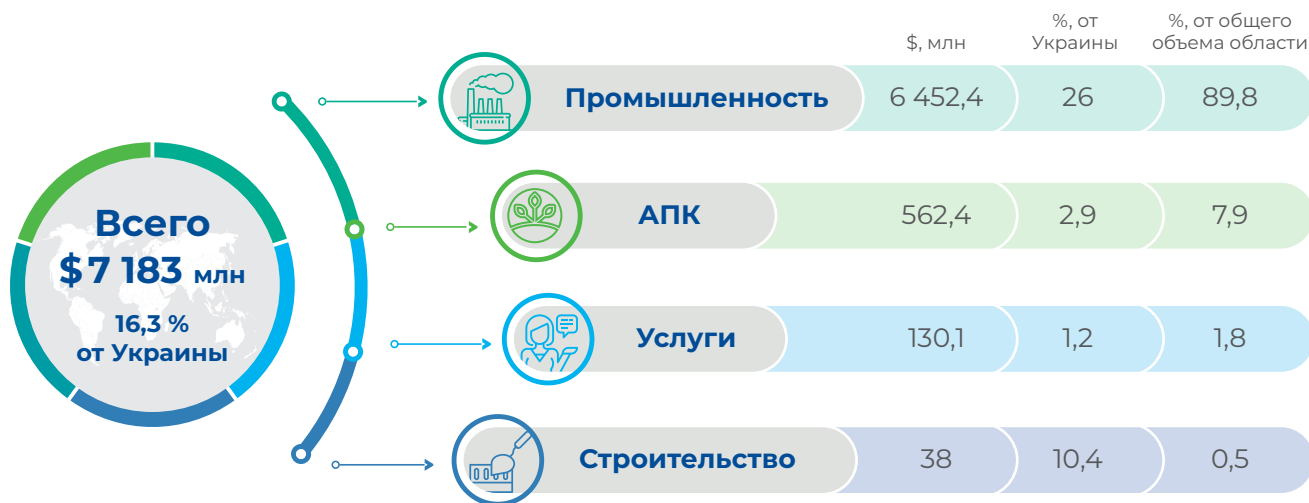 $, млн
%, от
Украины
%, от общего
объема области
Промышленность 6 452,4 26 89,8
АПК 562,4 2,9 7,9
Всего
$ 7 183 млн
16,3 %
от Украины
Услуги 130,1 1,2 1,8
Строительство 38 10,4 0,5